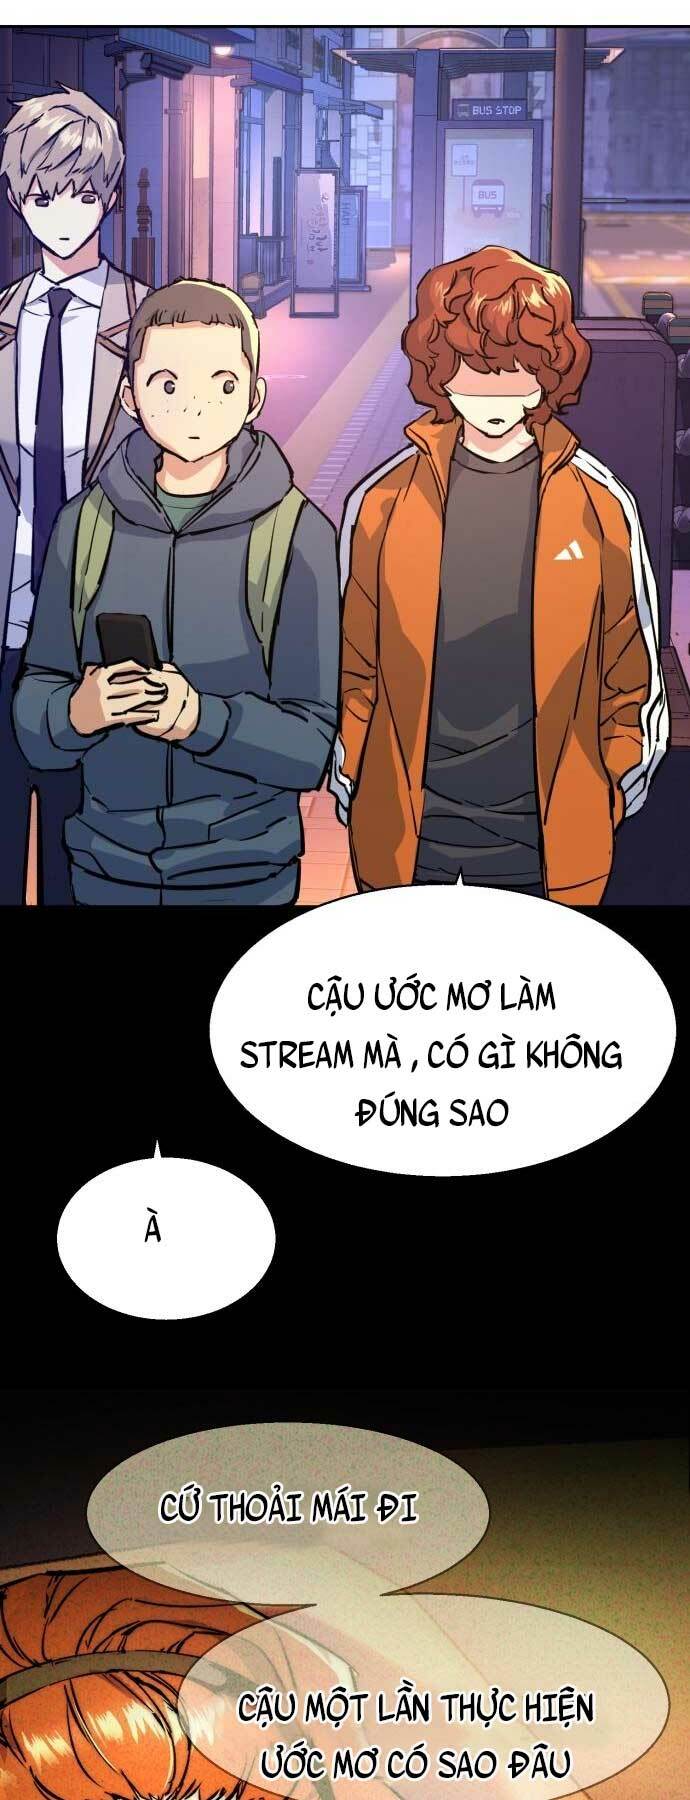 BUS STOP
BUS
CẬU ƯỚC MƠ LÀM
STREAM MÀ, CÓ GÌ KHÔNG
ĐÚNG SAO
À
CỨ THOẢI MÁI ĐI
CẬU MỘT LẦN THỰC HIỆN
ƯỚC MƠ CÓ SAO ĐÂU